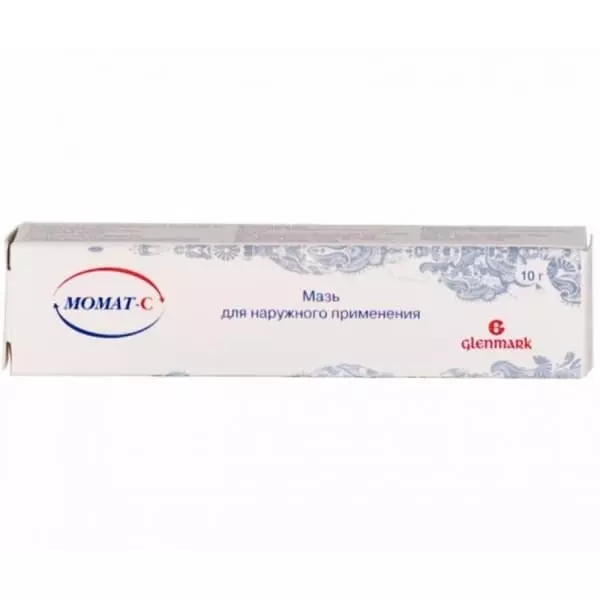 МОМАТ-С
Мазь
для наружного применения
10 г
G
Glenmark